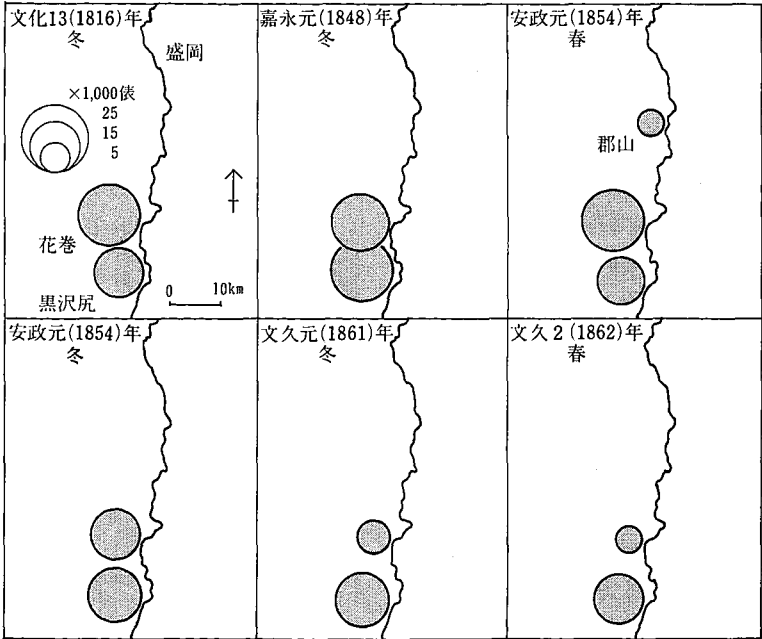 文化13(1816)年
冬
盛岡
×1,000俵
25
15
5
花巻
黒沢尻
0 10km
嘉永元(1848)年
冬
安政元(1854)年
春
郡山
安政元(1854)年
冬
文久元(1861)年
冬
文久2(1862)年
春